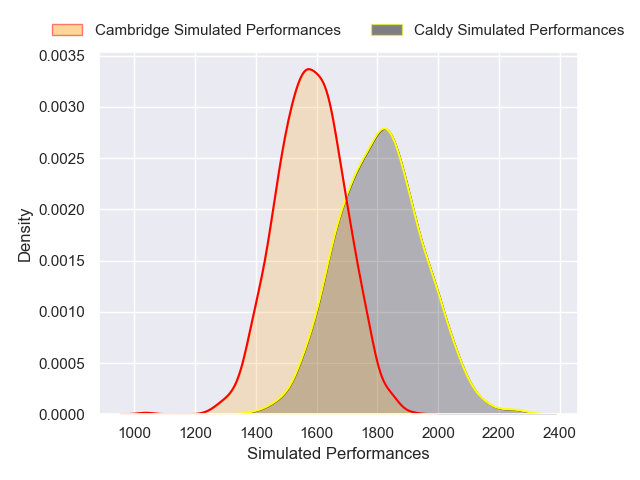 Cambridge Simulated Performances
Caldy Simulated Performances
0.0035
0.0030
0.0025
0.0020
0.0015
0.0010
0.0005
0.0000
Density
1000 1200 1400 1600 1800 2000 2200 2400
Simulated Performances